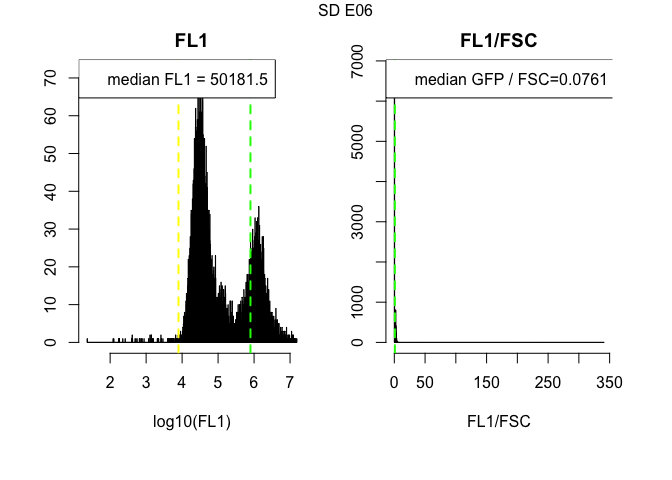 SD E06
FL1
median FL1 = 50181.5
70
60
50
40
30
20
10
0
2 3 4 5 6 7
log10(FL1)
FL1/FSC
median GFP / FSC=0.0761
7000
5000
3000
1000
0
0 50 150 250 350
FL1/FSC